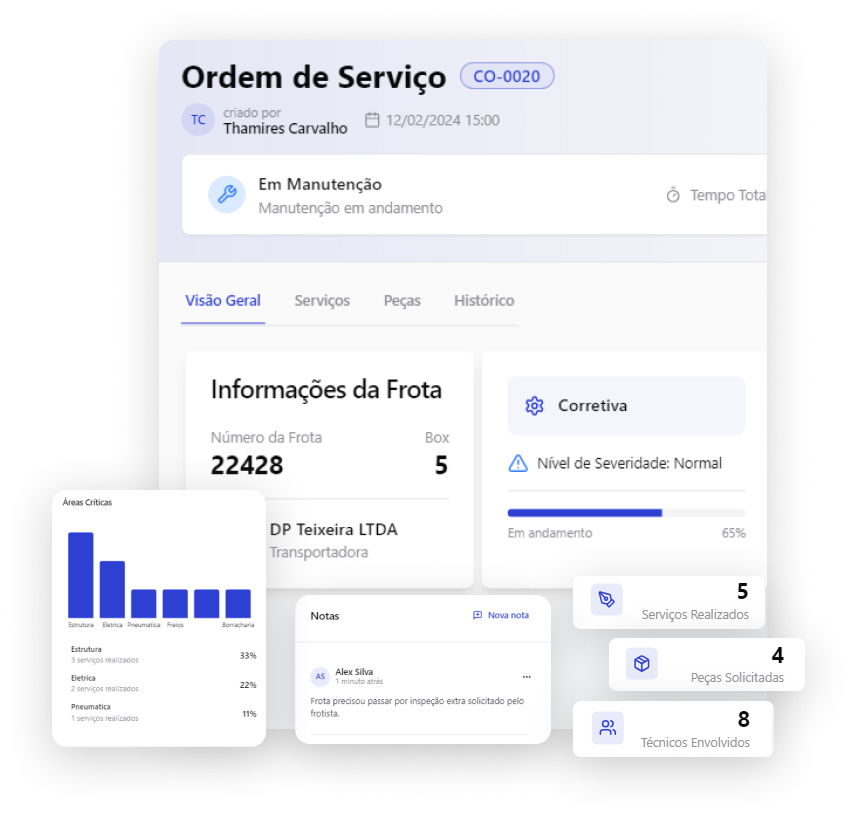 Ordem de Serviço CO-0020
TC
criado por
Thamires Carvalho
12/02/2024 15:00
Em Manutenção
Manutenção em andamento
Tempo Tota
Visão Geral Serviços Peças Histórico
Informações da Frota
Número da Frota Box
22428 5
DP Teixeira LTDA
Transportadora
Corretiva
Nível de Severidade: Normal
Em andamento 65%
Áreas Críticas
Estrutura Eletrica Pneumatica Freios Borracharia
Estrutura
3 serviços realizados
33%
Eletrica
2 serviços realizados
22%
Pneumatica
1 serviços realizados
11%
Notas Nova nota
AS
Alex Silva
1 minuto atrás
Frota precisou passar por inspeção extra solicitado pelo
frotista.
5
Serviços Realizados
4
Peças Solicitadas
8
Técnicos Envolvidos